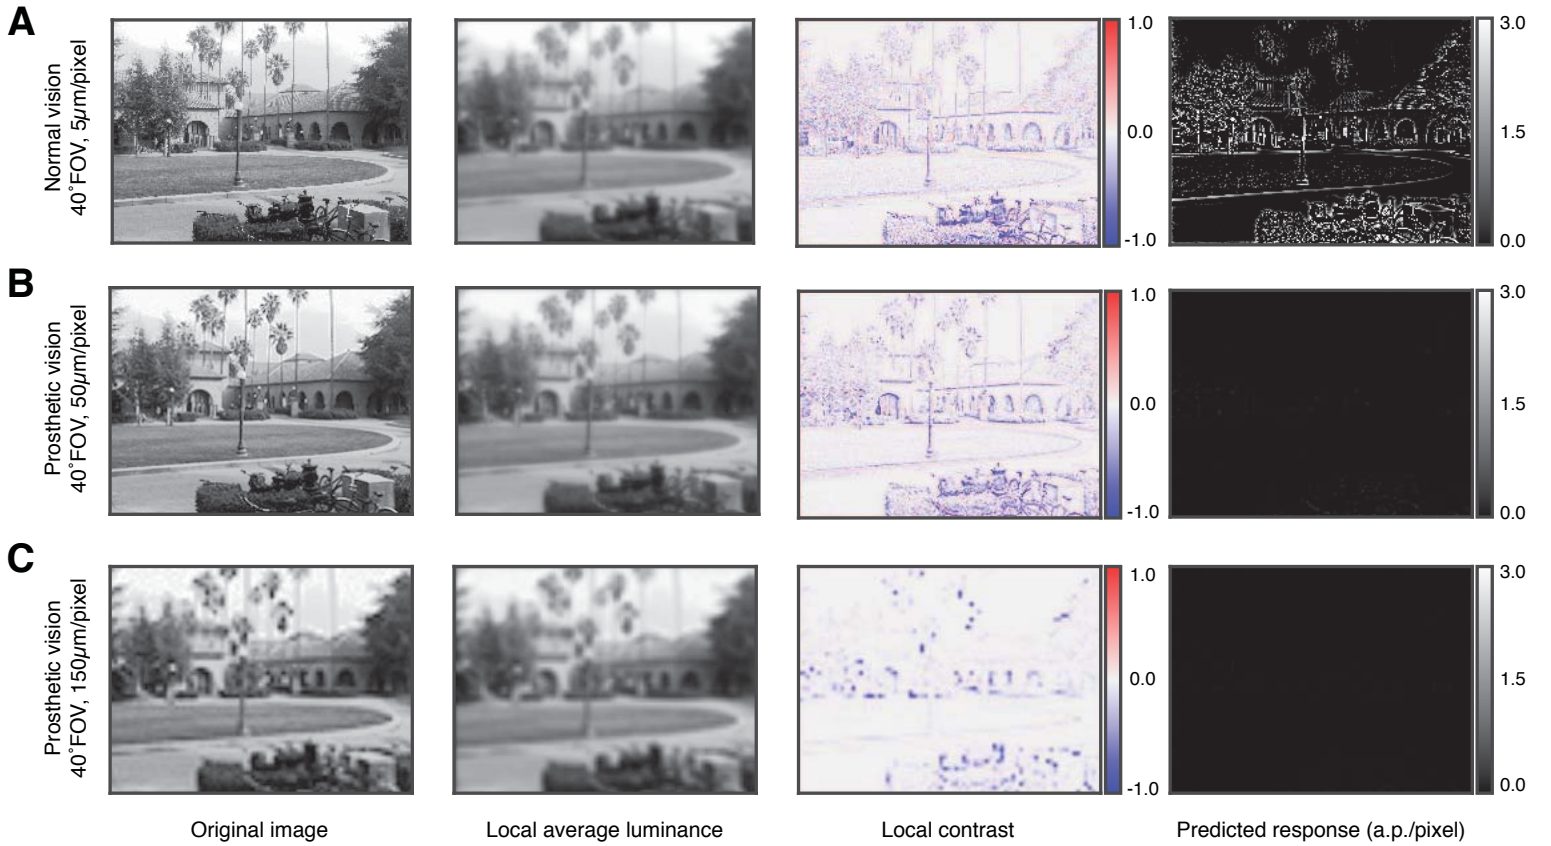 A
Normal vision
40˚FOV, 5µm/pixel
1.0
0.0
-1.0
3.0
1.5
0.0
B
Prosthetic vision
40˚FOV, 50µm/pixel
1.0
0.0
-1.0
3.0
1.5
0.0
C
Prosthetic vision
40˚FOV, 150µm/pixel
1.0
0.0
-1.0
3.0
1.5
0.0
Original image
Local average luminance
Local contrast
Predicted response (a.p./pixel)